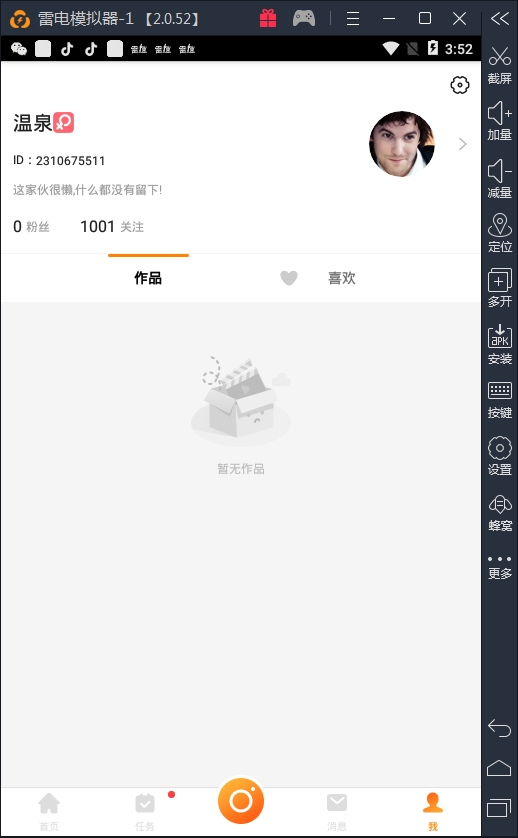 雷电模拟器-1 【2.0.52】
3:52
温泉
ID：2310675511
这家伙很懒,什么都没有留下!
0 粉丝 1001 关注
作品 喜欢
暂无作品
首页 任务 消息 我
截屏
加量
减量
定位
多开
APK
安装
按键
设置
蜂窝
更多